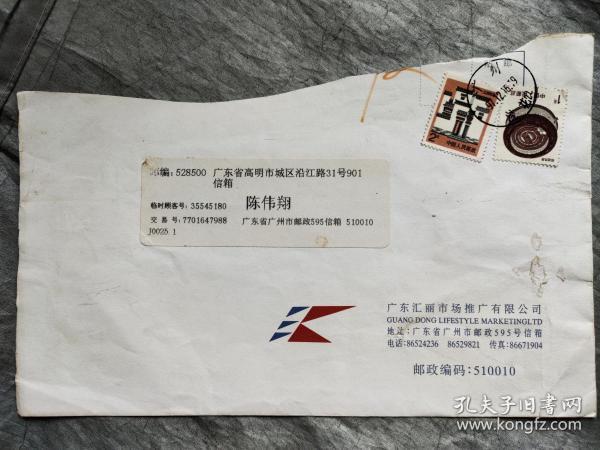 邮编:528500 广东省高明市城区沿江路31号901
信箱
临时顾客号:35545180 陈伟翔
交易号:7701647988 广东省广州市邮政595信箱 510010
J0025 1
中国人民邮政
广东汇丽市场推广有限公司
GUANG DONG LIFESTYLE MARKETINGLTD
地址:广东省广州市邮政595号信箱
电话:86524236 86529821 传真:86671904
邮政编码:510010
孔夫子旧书网
www.kongfz.com